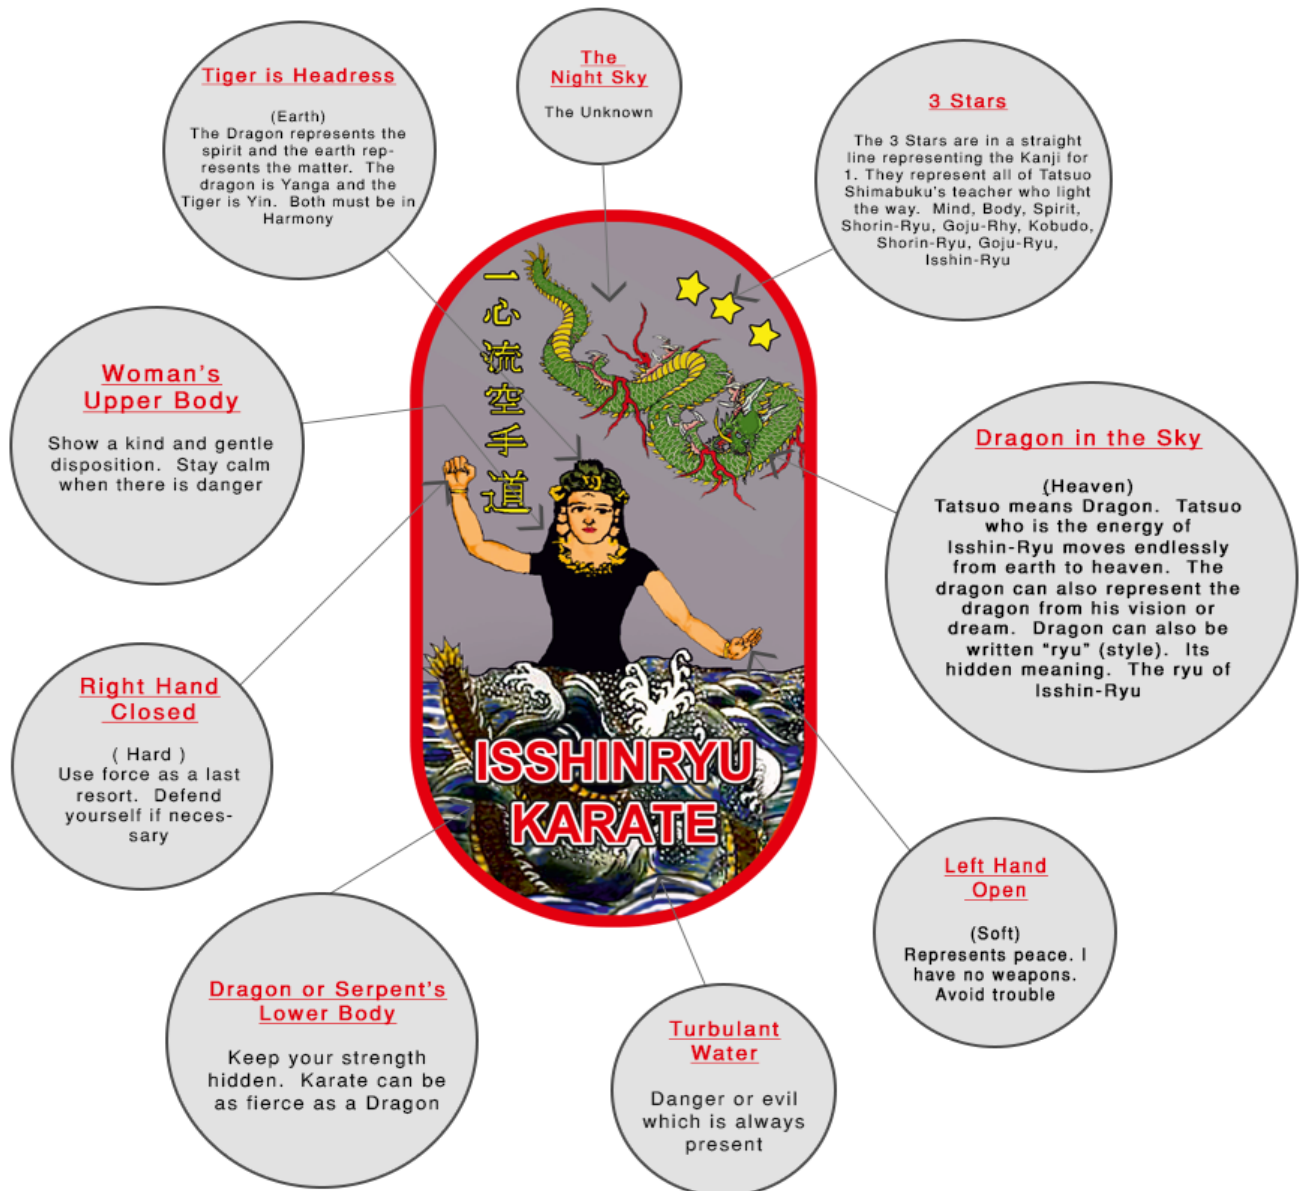 Tiger is Headress
(Earth)
The Dragon represents the
spirit and the earth rep-
resents the matter.  The
dragon is Yanga and the
Tiger is Yin.  Both must be in
Harmony
The
Night Sky
The Unknown
3 Stars
The 3 Stars are in a straight
line representing the Kanji for
1. They represent all of Tatsuo
Shimabuku's teacher who light
the way.  Mind, Body, Spirit,
Shorin-Ryu, Goju-Rhy, Kobudo,
Shorin-Ryu, Goju-Ryu,
Isshin-Ryu
Woman's
Upper Body
Show a kind and gentle
disposition.  Stay calm
when there is danger
一心流空手道
Dragon in the Sky
(Heaven)
Tatsuo means Dragon.  Tatsuo
who is the energy of
Isshin-Ryu moves endlessly
from earth to heaven.  The
dragon can also represent the
dragon from his vision or
dream.  Dragon can also be
written "ryu" (style).  Its
hidden meaning.  The ryu of
Isshin-Ryu
Right Hand
Closed
( Hard )
Use force as a last
resort.  Defend
yourself if neces-
sary
ISSHINRYU
KARATE
Left Hand
Open
(Soft)
Represents peace. I
have no weapons.
Avoid trouble
Dragon or Serpent's
Lower Body
Keep your strength
hidden.  Karate can be
as fierce as a Dragon
Turbulant
Water
Danger or evil
which is always
present